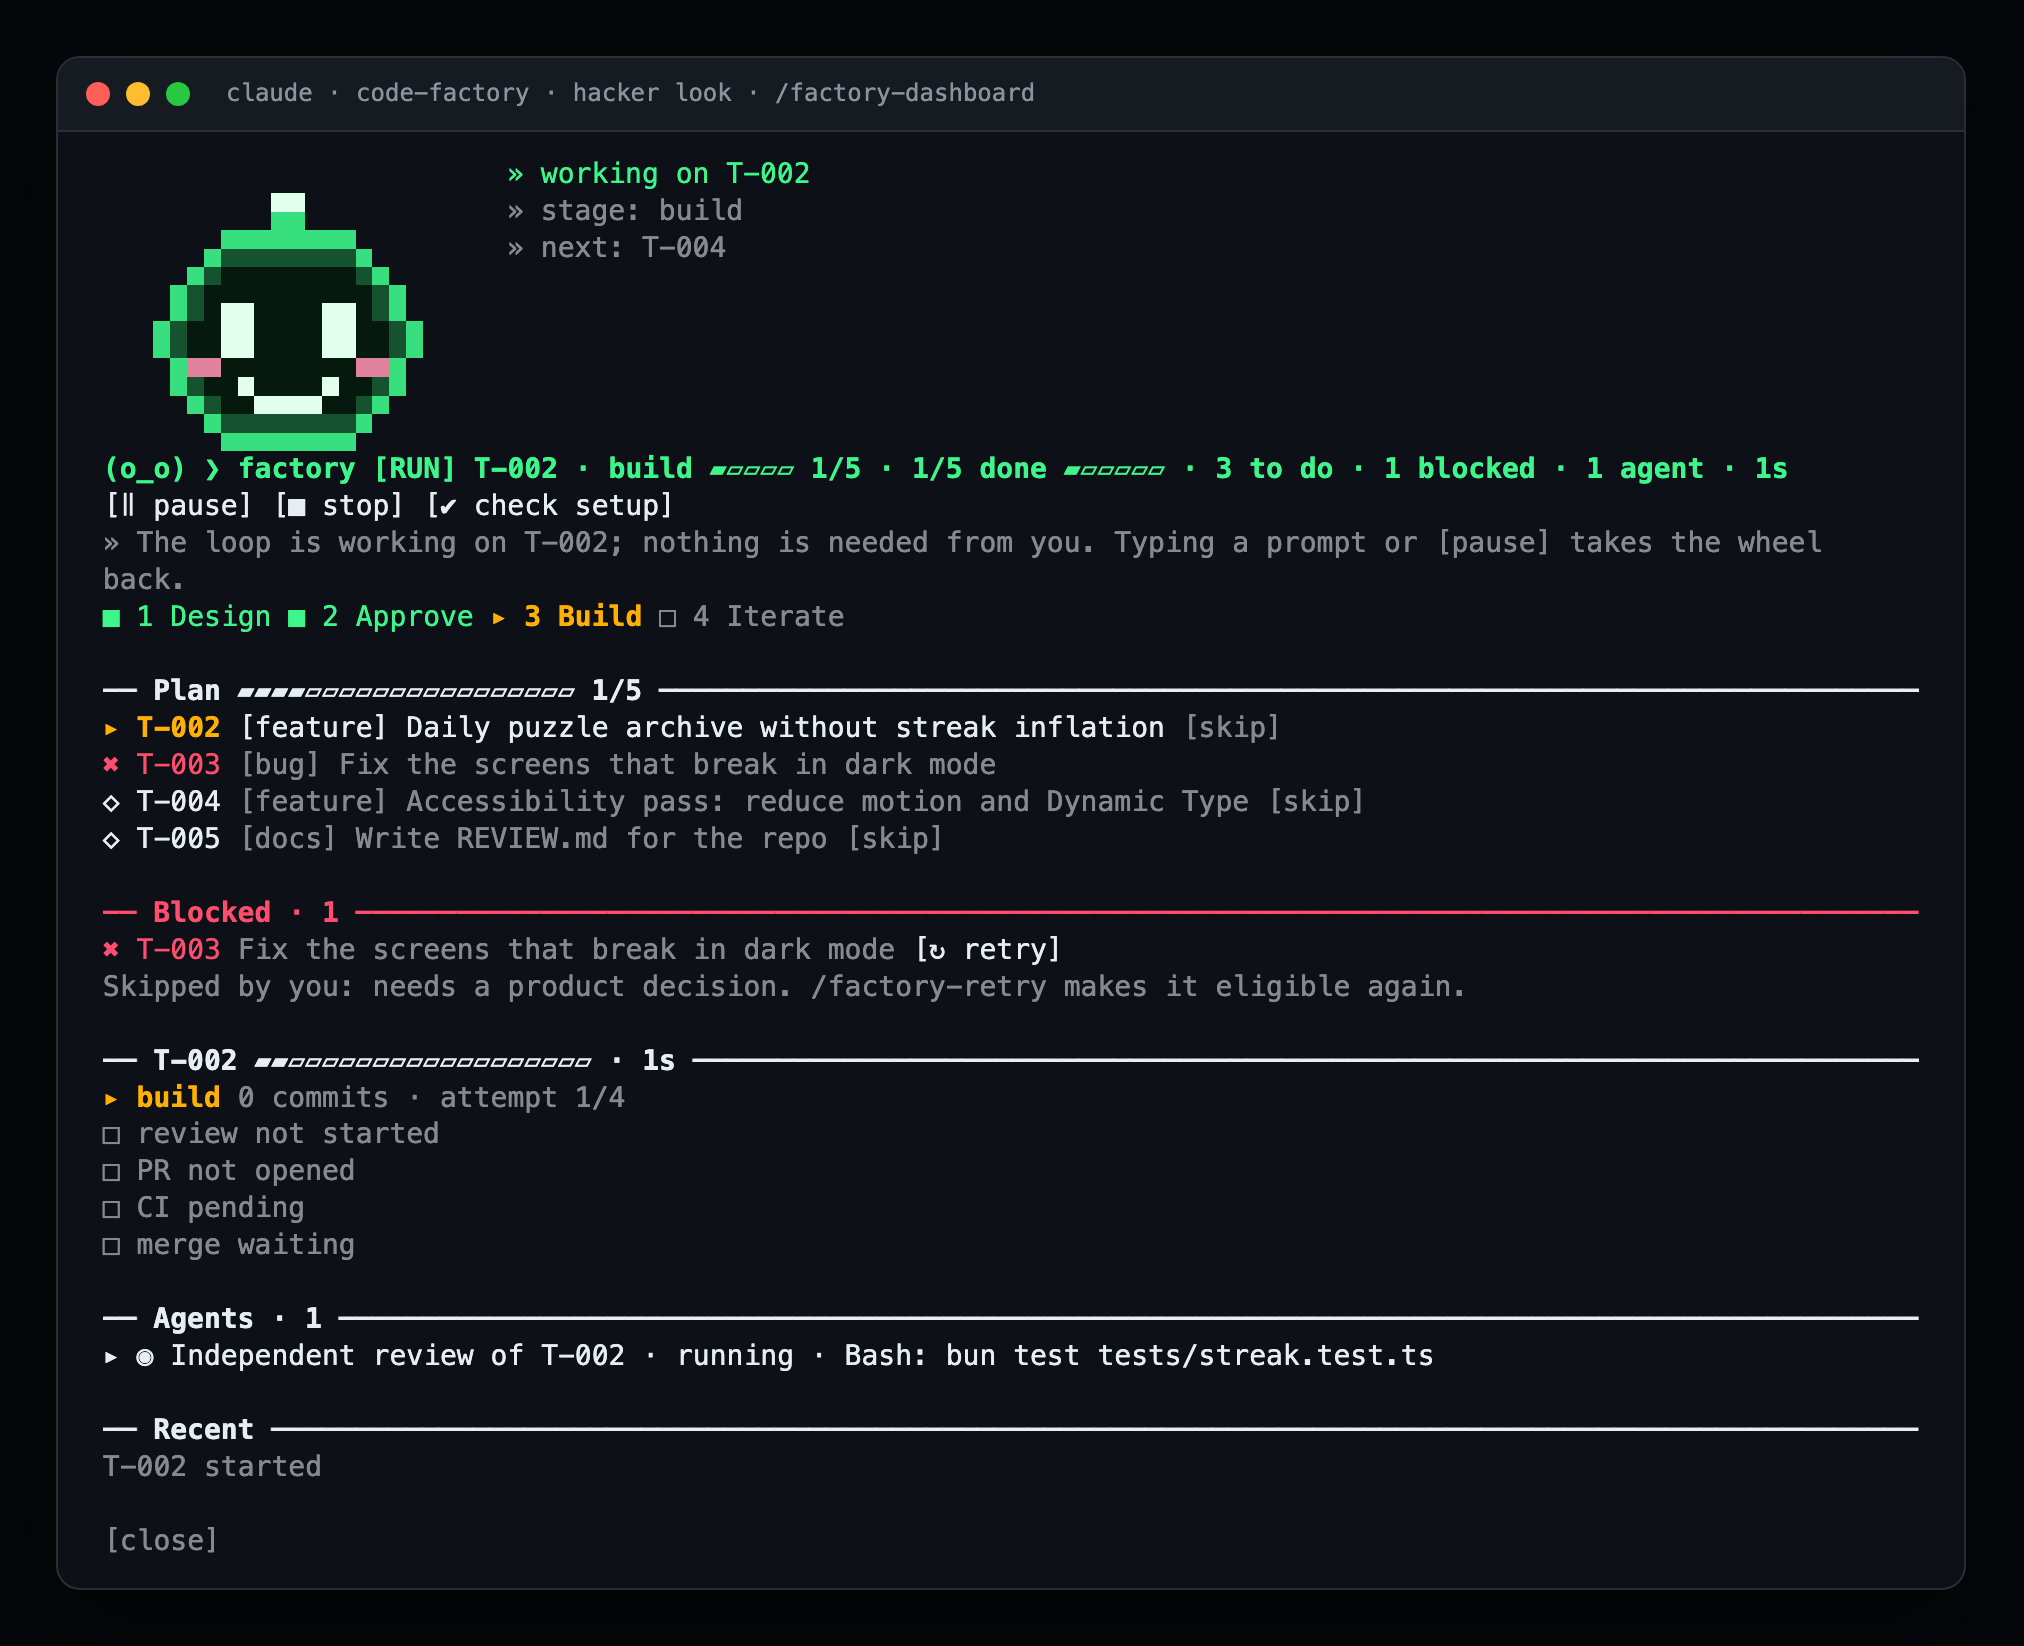 claude · code-factory · hacker look · /factory-dashboard
» working on T-002
» stage: build
» next: T-004
(o_o) ❯ factory [RUN] T-002 · build ▰▱▱▱▱ 1/5 · 1/5 done ▰▱▱▱▱▱ · 3 to do · 1 blocked · 1 agent · 1s
[‖ pause] [■ stop] [✔ check setup]
» The loop is working on T-002; nothing is needed from you. Typing a prompt or [pause] takes the wheel
back.
■ 1 Design ■ 2 Approve ▸ 3 Build □ 4 Iterate
── Plan ▰▰▰▰▱▱▱▱▱▱▱▱▱▱▱▱▱▱▱▱ 1/5 ──
▸ T-002 [feature] Daily puzzle archive without streak inflation [skip]
✖ T-003 [bug] Fix the screens that break in dark mode
◇ T-004 [feature] Accessibility pass: reduce motion and Dynamic Type [skip]
◇ T-005 [docs] Write REVIEW.md for the repo [skip]
── Blocked · 1 ──
✖ T-003 Fix the screens that break in dark mode [↻ retry]
Skipped by you: needs a product decision. /factory-retry makes it eligible again.
── T-002 ▰▰▱▱▱▱▱▱▱▱▱▱▱▱▱▱▱▱▱▱ · 1s ──
▸ build 0 commits · attempt 1/4
□ review not started
□ PR not opened
□ CI pending
□ merge waiting
── Agents · 1 ──
▸ ◉ Independent review of T-002 · running · Bash: bun test tests/streak.test.ts
── Recent ──
T-002 started
[close]